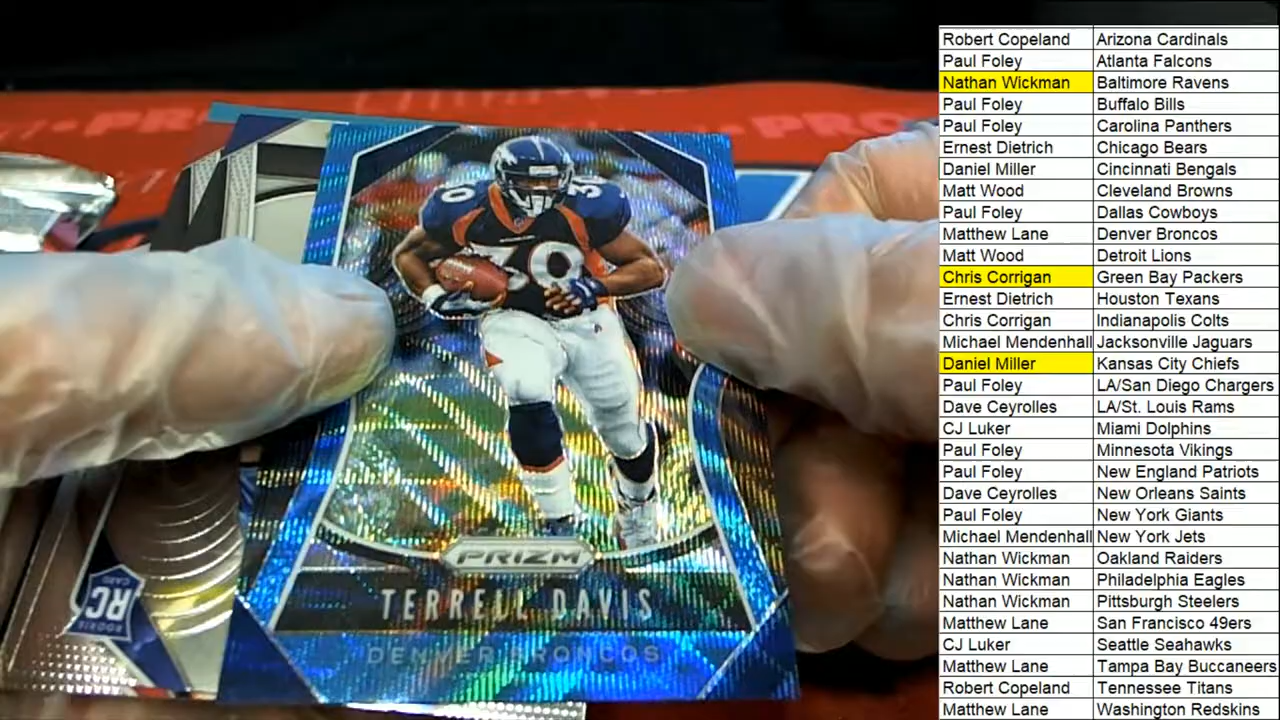 Robert Copeland Arizona Cardinals
Paul Foley Atlanta Falcons
Nathan Wickman Baltimore Ravens
Paul Foley Buffalo Bills
Paul Foley Carolina Panthers
Ernest Dietrich Chicago Bears
Daniel Miller Cincinnati Bengals
Matt Wood Cleveland Browns
Paul Foley Dallas Cowboys
Matthew Lane Denver Broncos
Matt Wood Detroit Lions
Chris Corrigan Green Bay Packers
Ernest Dietrich Houston Texans
Chris Corrigan Indianapolis Colts
Michael Mendenhall Jacksonville Jaguars
Daniel Miller Kansas City Chiefs
Paul Foley LA/San Diego Chargers
Dave Ceyrolles LA/St. Louis Rams
CJ Luker Miami Dolphins
Paul Foley Minnesota Vikings
Paul Foley New England Patriots
Dave Ceyrolles New Orleans Saints
Paul Foley New York Giants
Michael Mendenhall New York Jets
Nathan Wickman Oakland Raiders
Nathan Wickman Philadelphia Eagles
Nathan Wickman Pittsburgh Steelers
Matthew Lane San Francisco 49ers
CJ Luker Seattle Seahawks
Matthew Lane Tampa Bay Buccaneers
Robert Copeland Tennessee Titans
Matthew Lane Washington Redskins
30 30
30
PRIZM
TERRELL DAVIS
DENVER BRONCOS
ROOKIE
RC
CARD